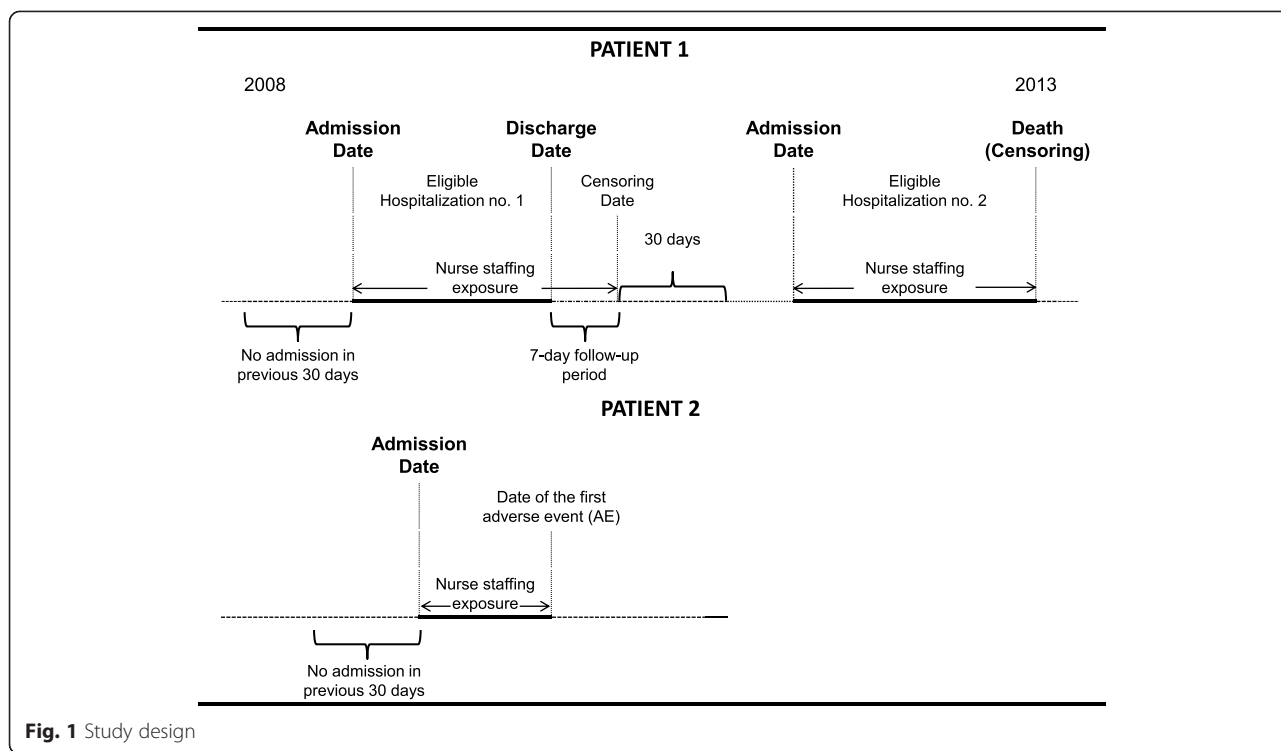 PATIENT 1
2008
2013
Admission
Date
Discharge
Date
Admission
Date
Death
(Censoring)
Eligible
Hospitalization no. 1
Censoring
Date
Eligible
Hospitalization no. 2
30 days
Nurse staffing
exposure
Nurse staffing
exposure
No admission in
previous 30 days
7-day follow-up
period
PATIENT 2
Admission
Date
Date of the first
adverse event (AE)
Nurse staffing
exposure
No admission in
previous 30 days
Fig. 1 Study design